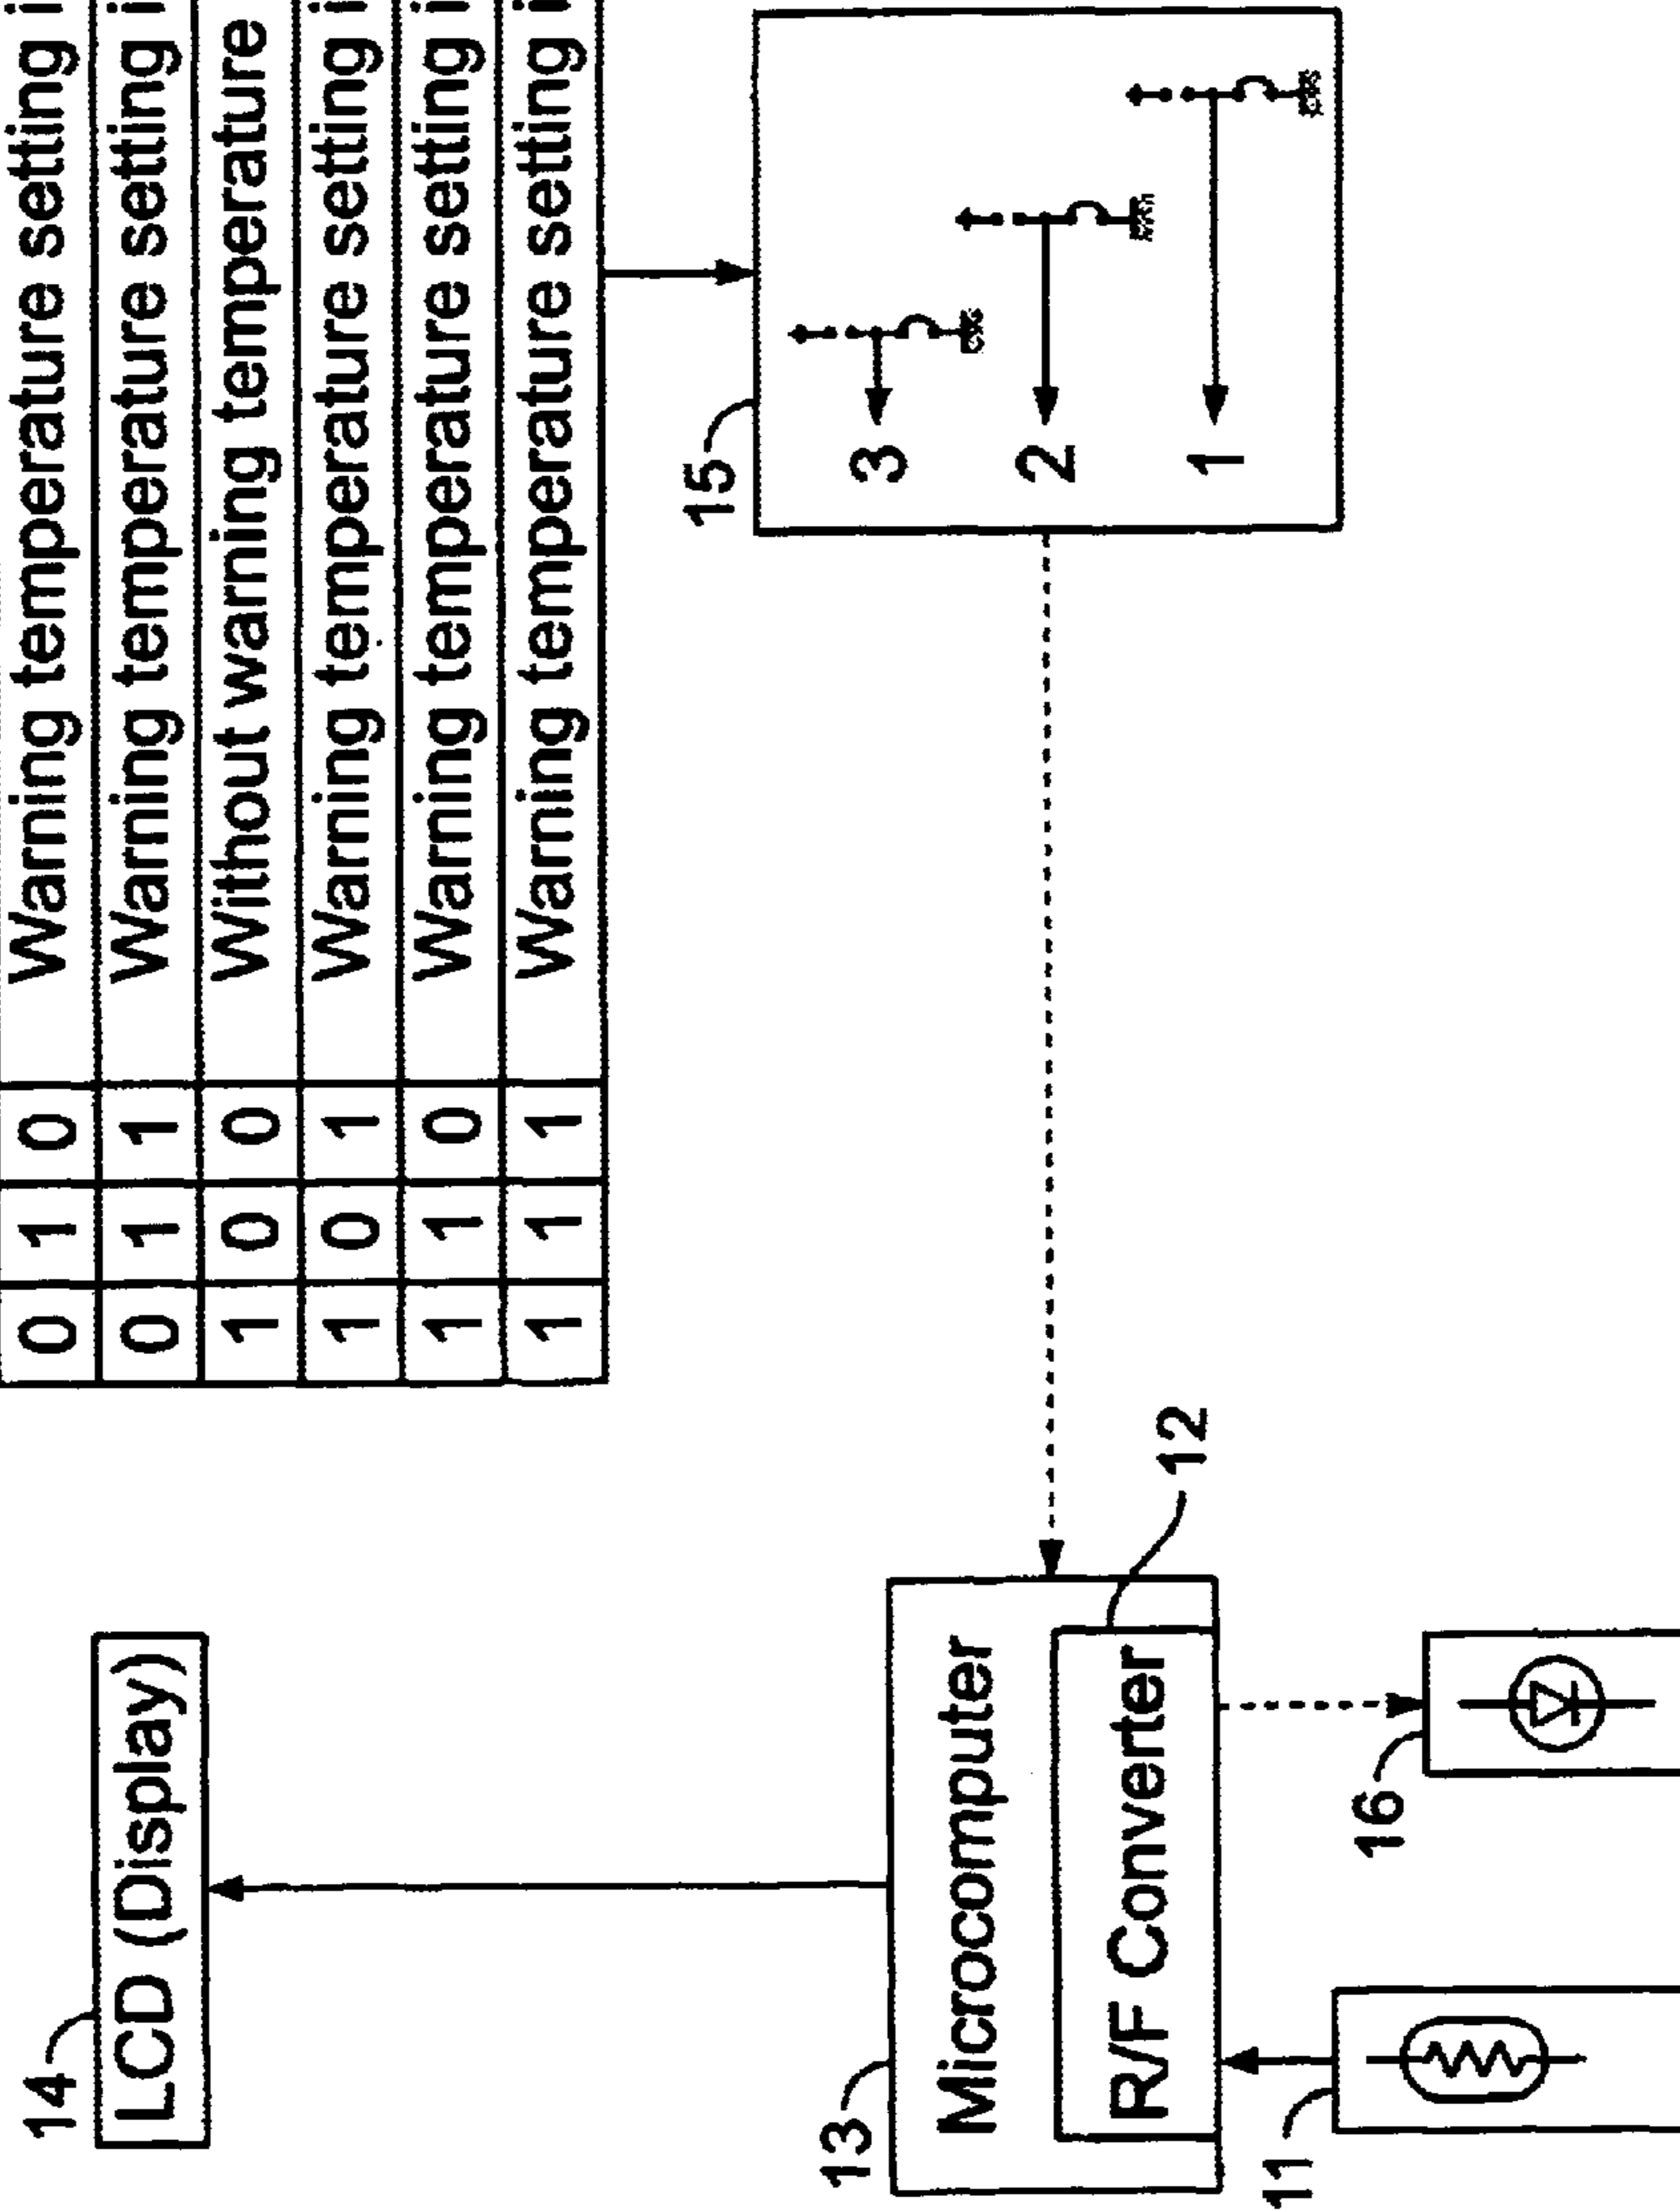 0 1 0 Warning temperature setting i
0 1 1 Warning temperature setting i
1 0 0 Without warning temperature
1 0 1 Warning temperature setting i
1 1 0 Warning temperature setting i
1 1 1 Warning temperature setting i
14
LCD (Display)
15
3
2
1
13
Microcomputer
12
R/F Converter
11
16